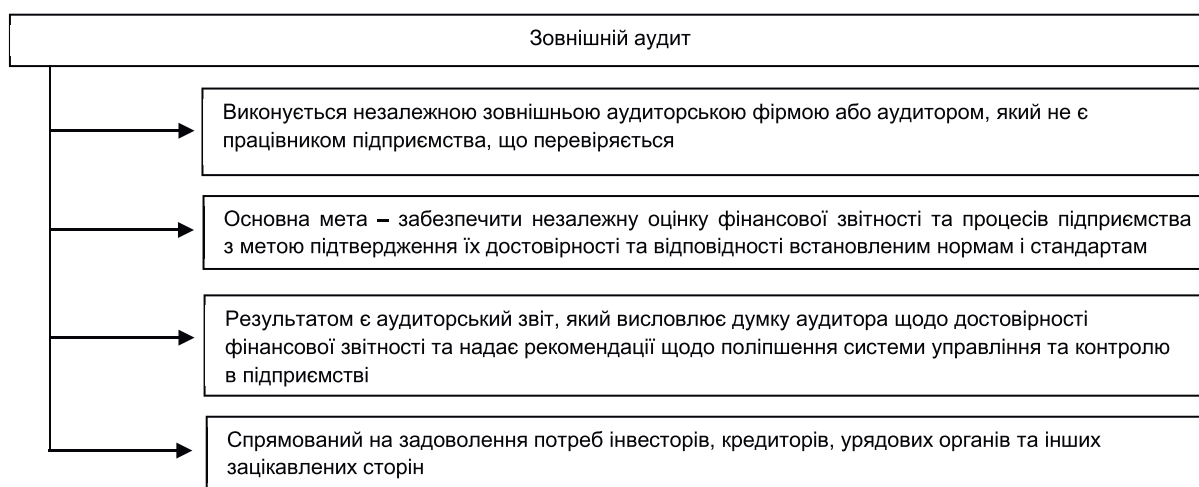 Зовнішній аудит
Виконується незалежною зовнішньою аудиторською фірмою або аудитором, який не є
працівником підприємства, що перевіряється
Основна мета – забезпечити незалежну оцінку фінансової звітності та процесів підприємства
з метою підтвердження їх достовірності та відповідності встановленим нормам і стандартам
Результатом є аудиторський звіт, який висловлює думку аудитора щодо достовірності
фінансової звітності та надає рекомендації щодо поліпшення системи управління та контролю
в підприємстві
Спрямований на задоволення потреб інвесторів, кредиторів, урядових органів та інших
зацікавлених сторін